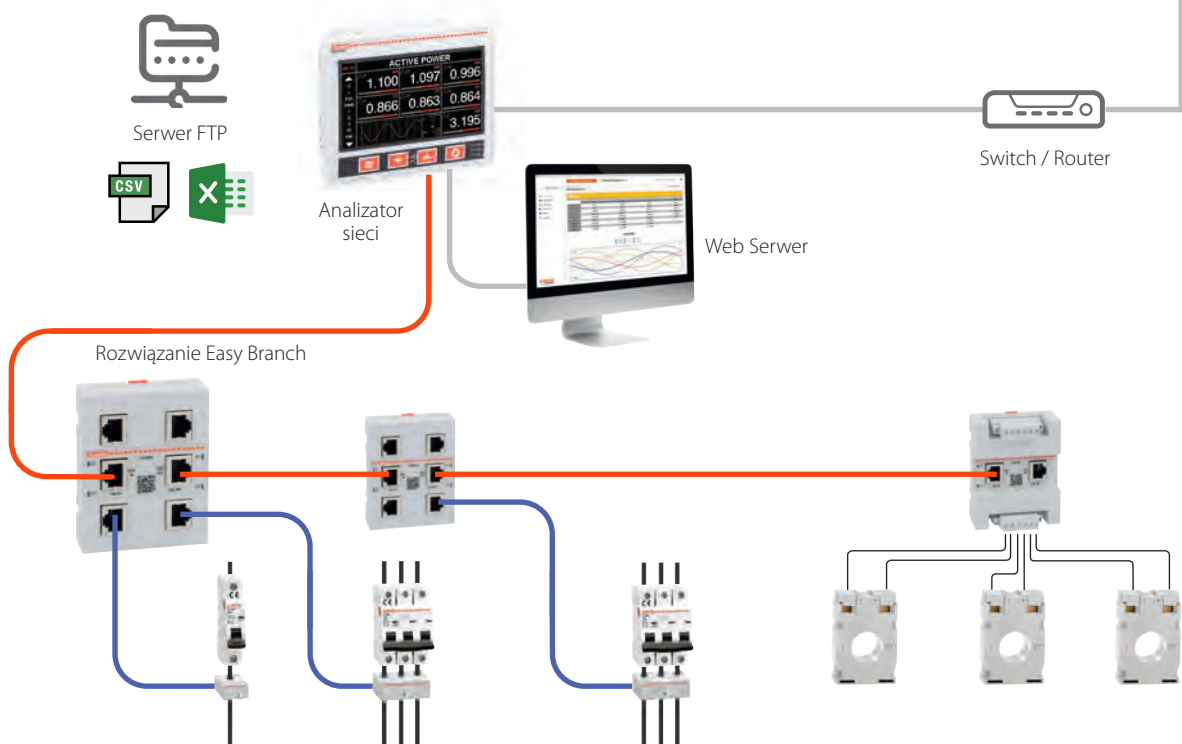 ACTIVE POWER
1.100 1.097 0.996
0.866 0.863 0.864
3.195
Serwer FTP
CSV
X
Analizator
sieci
Web Serwer
Switch / Router
Rozwiązanie Easy Branch